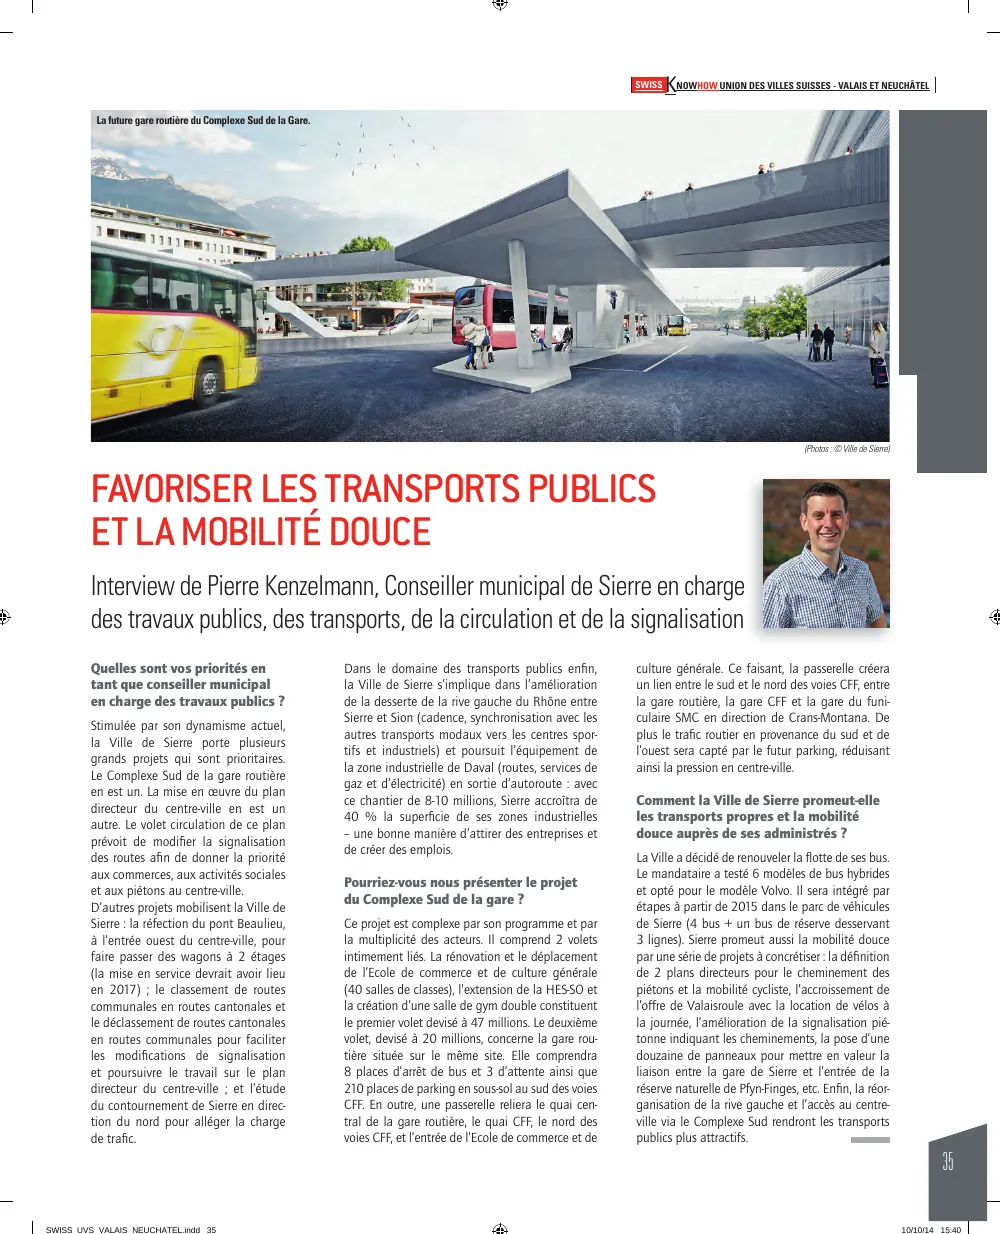 SWISS KNOWHOW UNION DES VILLES SUISSES - VALAIS ET NEUCHÂTEL
La future gare routière du Complexe Sud de la Gare.
(Photos : © Ville de Sierre)
FAVORISER LES TRANSPORTS PUBLICS
ET LA MOBILITÉ DOUCE
Interview de Pierre Kenzelmann, Conseiller municipal de Sierre en charge
des travaux publics, des transports, de la circulation et de la signalisation
Quelles sont vos priorités en
tant que conseiller municipal
en charge des travaux publics ?
Stimulée par son dynamisme actuel,
la Ville de Sierre porte plusieurs
grands projets qui sont prioritaires.
Le Complexe Sud de la gare routière
en est un. La mise en œuvre du plan
directeur du centre-ville en est un
autre. Le volet circulation de ce plan
prévoit de modifier la signalisation
des routes afin de donner la priorité
aux commerces, aux activités sociales
et aux piétons au centre-ville.
D'autres projets mobilisent la Ville de
Sierre : la réfection du pont Beaulieu,
à l'entrée ouest du centre-ville, pour
faire passer des wagons à 2 étages
(la mise en service devrait avoir lieu
en 2017) ; le classement de routes
communales en routes cantonales et
le déclassement de routes cantonales
en routes communales pour faciliter
les modifications de signalisation
et poursuivre le travail sur le plan
directeur du centre-ville ; et l'étude
du contournement de Sierre en direc-
tion du nord pour alléger la charge
de trafic.
Dans le domaine des transports publics enfin,
la Ville de Sierre s'implique dans l'amélioration
de la desserte de la rive gauche du Rhône entre
Sierre et Sion (cadence, synchronisation avec les
autres transports modaux vers les centres spor-
tifs et industriels) et poursuit l'équipement de
la zone industrielle de Daval (routes, services de
gaz et d'électricité) en sortie d'autoroute : avec
ce chantier de 8-10 millions, Sierre accroîtra de
40 % la superficie de ses zones industrielles
– une bonne manière d'attirer des entreprises et
de créer des emplois.
Pourriez-vous nous présenter le projet
du Complexe Sud de la gare ?
Ce projet est complexe par son programme et par
la multiplicité des acteurs. Il comprend 2 volets
intimement liés. La rénovation et le déplacement
de l'Ecole de commerce et de culture générale
(40 salles de classes), l'extension de la HES-SO et
la création d'une salle de gym double constituent
le premier volet devisé à 47 millions. Le deuxième
volet, devisé à 20 millions, concerne la gare rou-
tière située sur le même site. Elle comprendra
8 places d'arrêt de bus et 3 d'attente ainsi que
210 places de parking en sous-sol au sud des voies
CFF. En outre, une passerelle reliera le quai cen-
tral de la gare routière, le quai CFF, le nord des
voies CFF, et l'entrée de l'Ecole de commerce et de
culture générale. Ce faisant, la passerelle créera
un lien entre le sud et le nord des voies CFF, entre
la gare routière, la gare CFF et la gare du funi-
culaire SMC en direction de Crans-Montana. De
plus le trafic routier en provenance du sud et de
l'ouest sera capté par le futur parking, réduisant
ainsi la pression en centre-ville.
Comment la Ville de Sierre promeut-elle
les transports propres et la mobilité
douce auprès de ses administrés ?
La Ville a décidé de renouveler la flotte de ses bus.
Le mandataire a testé 6 modèles de bus hybrides
et opté pour le modèle Volvo. Il sera intégré par
étapes à partir de 2015 dans le parc de véhicules
de Sierre (4 bus + un bus de réserve desservant
3 lignes). Sierre promeut aussi la mobilité douce
par une série de projets à concrétiser : la définition
de 2 plans directeurs pour le cheminement des
piétons et la mobilité cycliste, l'accroissement de
l'offre de Valaisroule avec la location de vélos à
la journée, l'amélioration de la signalisation pié-
tonne indiquant les cheminements, la pose d'une
douzaine de panneaux pour mettre en valeur la
liaison entre la gare de Sierre et l'entrée de la
réserve naturelle de Pfyn-Finges, etc. Enfin, la réor-
ganisation de la rive gauche et l'accès au centre-
ville via le Complexe Sud rendront les transports
publics plus attractifs.
35
SWISS_UVS_VALAIS_NEUCHATEL.indd 35
10/10/14 15:40